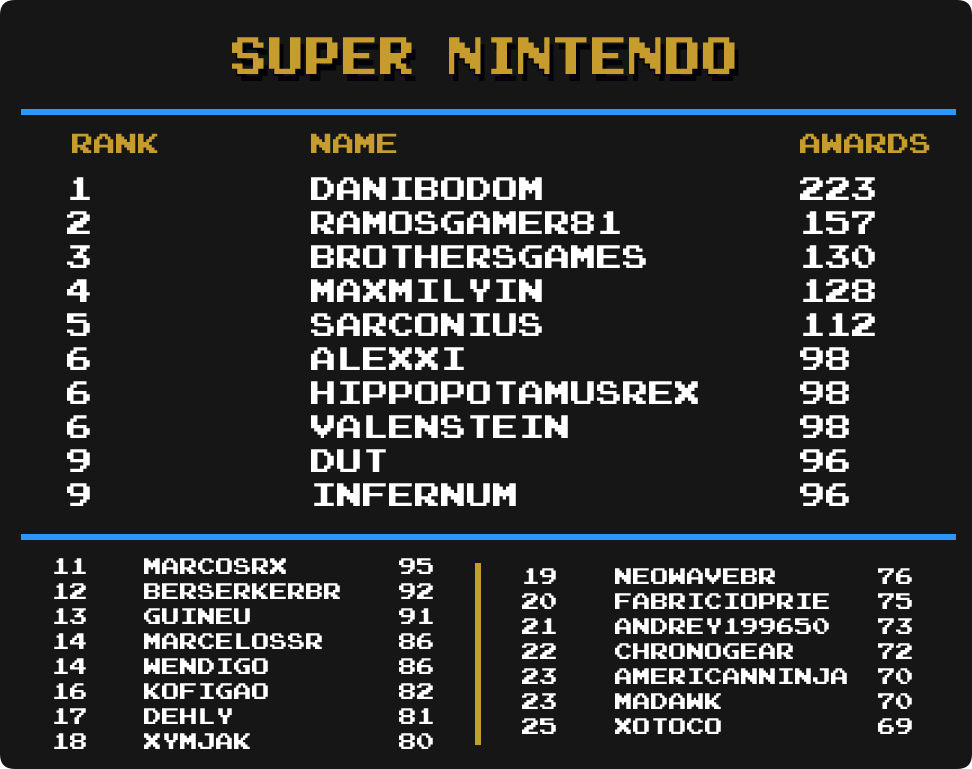 SUPER NINTENDO
RANK NAME AWARDS
1 DANIBODOM 223
2 RAMOSGAMER81 157
3 BROTHERSGAMES 130
4 MAXMILYIN 128
5 SARCONIUS 112
6 ALEXXI 98
6 HIPPOPOTAMUSREX 98
6 VALENSTEIN 98
9 DUT 96
9 INFERNUM 96
11 MARCOSRX 95
12 BERSERKERBR 92
13 GUINEU 91
14 MARCELOSSR 86
14 WENDIGO 86
16 KOFIGAO 82
17 DEHLY 81
18 XYMJAK 80
19 NEOWAVEBR 76
20 FABRICIOPRIE 75
21 ANDREY199650 73
22 CHRONOGEAR 72
23 AMERICANNINJA 70
23 MADAWK 70
25 XOTOCO 69